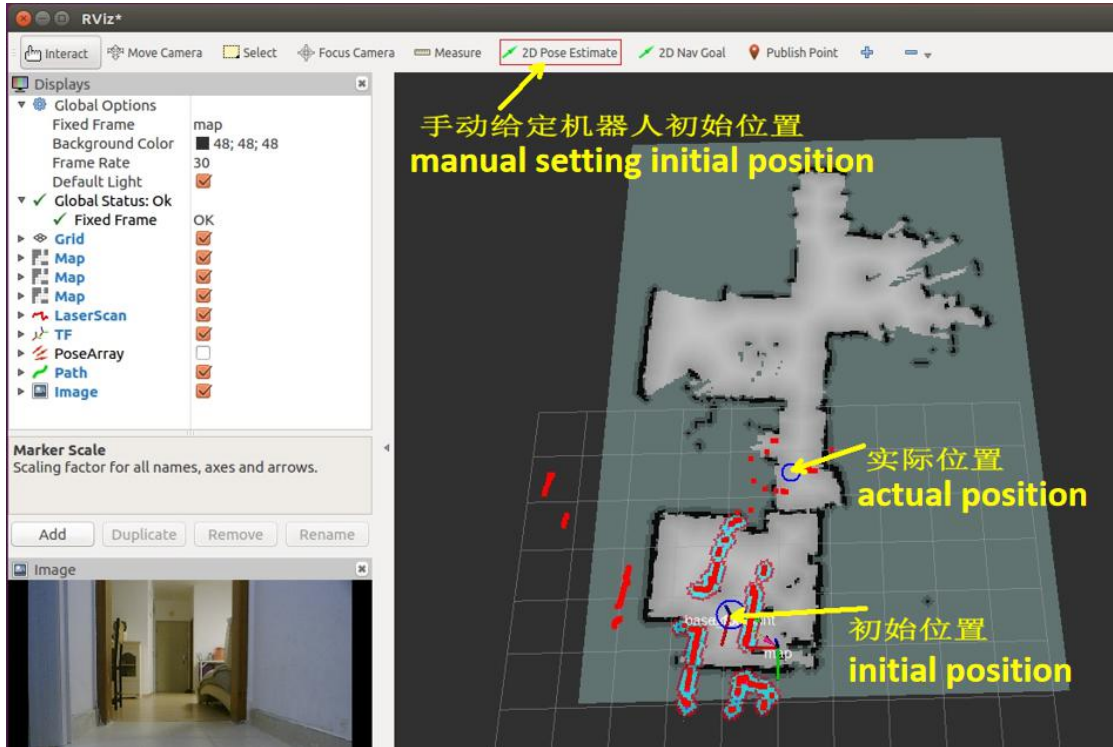 RViz*
Interact Move Camera Select Focus Camera Measure 2D Pose Estimate 2D Nav Goal Publish Point
Displays
Global Options
Fixed Frame map
Background Color 48; 48; 48
Frame Rate 30
Default Light
Global Status: Ok
Fixed Frame OK
Grid
Map
Map
Map
LaserScan
TF
PoseArray
Path
Image
Marker Scale
Scaling factor for all names, axes and arrows.
Add Duplicate Remove Rename
Image
手动给定机器人初始位置
manual setting initial position
实际位置
actual position
初始位置
initial position
map